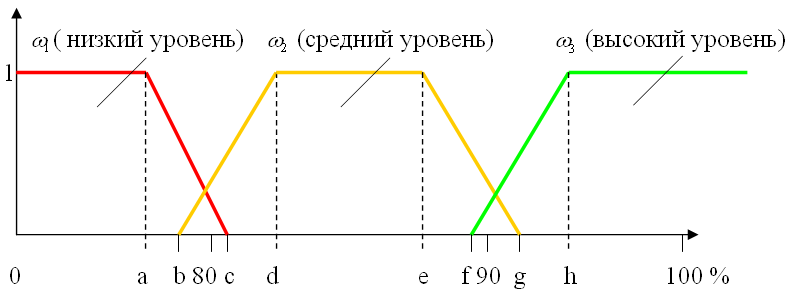 ω1 ( низкий уровень) ω2 (средний уровень) ω3 (высокий уровень)
1
0 a b 80 c d e f 90 g h 100 %